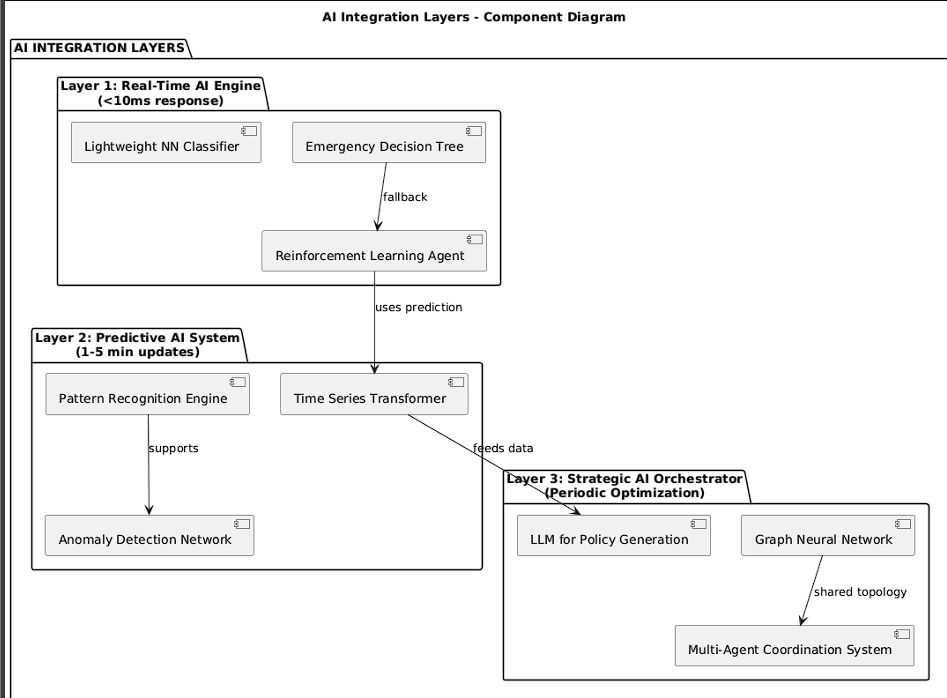 AI Integration Layers - Component Diagram
AI INTEGRATION LAYERS
Layer 1: Real-Time AI Engine
(<10ms response)
Lightweight NN Classifier
Emergency Decision Tree
fallback
Reinforcement Learning Agent
uses prediction
Layer 2: Predictive AI System
(1-5 min updates)
Pattern Recognition Engine
Time Series Transformer
supports
feeds data
Anomaly Detection Network
Layer 3: Strategic AI Orchestrator
(Periodic Optimization)
LLM for Policy Generation
Graph Neural Network
shared topology
Multi-Agent Coordination System